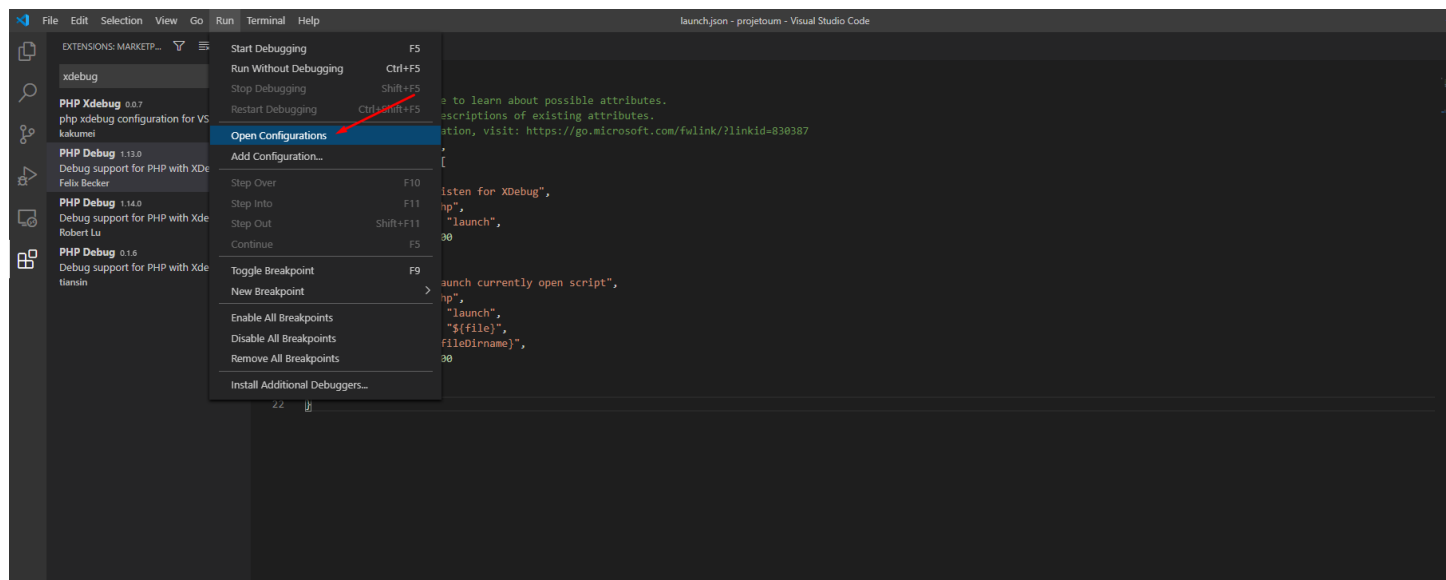 File Edit Selection View Go Run Terminal Help
launch.json - projetoum - Visual Studio Code
EXTENSIONS: MARKETP...
xdebug
PHP Xdebug 0.0.7
php xdebug configuration for VS
kakumei
PHP Debug 1.13.0
Debug support for PHP with XDe
Felix Becker
PHP Debug 1.14.0
Debug support for PHP with Xde
Robert Lu
PHP Debug 0.1.6
Debug support for PHP with Xde
tiansin
Start Debugging F5
Run Without Debugging Ctrl+F5
Stop Debugging Shift+F5
Restart Debugging Ctrl+Shift+F5
Open Configurations
Add Configuration...
Step Over F10
Step Into F11
Step Out Shift+F11
Continue F5
Toggle Breakpoint F9
New Breakpoint >
Enable All Breakpoints
Disable All Breakpoints
Remove All Breakpoints
Install Additional Debuggers...
e to learn about possible attributes.
escriptions of existing attributes.
ation, visit: https://go.microsoft.com/fwlink/?linkid=830387
,
[
isten for XDebug",
hp",
"launch",
00
aunch currently open script",
hp",
"launch",
"${file}",
fileDirname}",
00
22 }